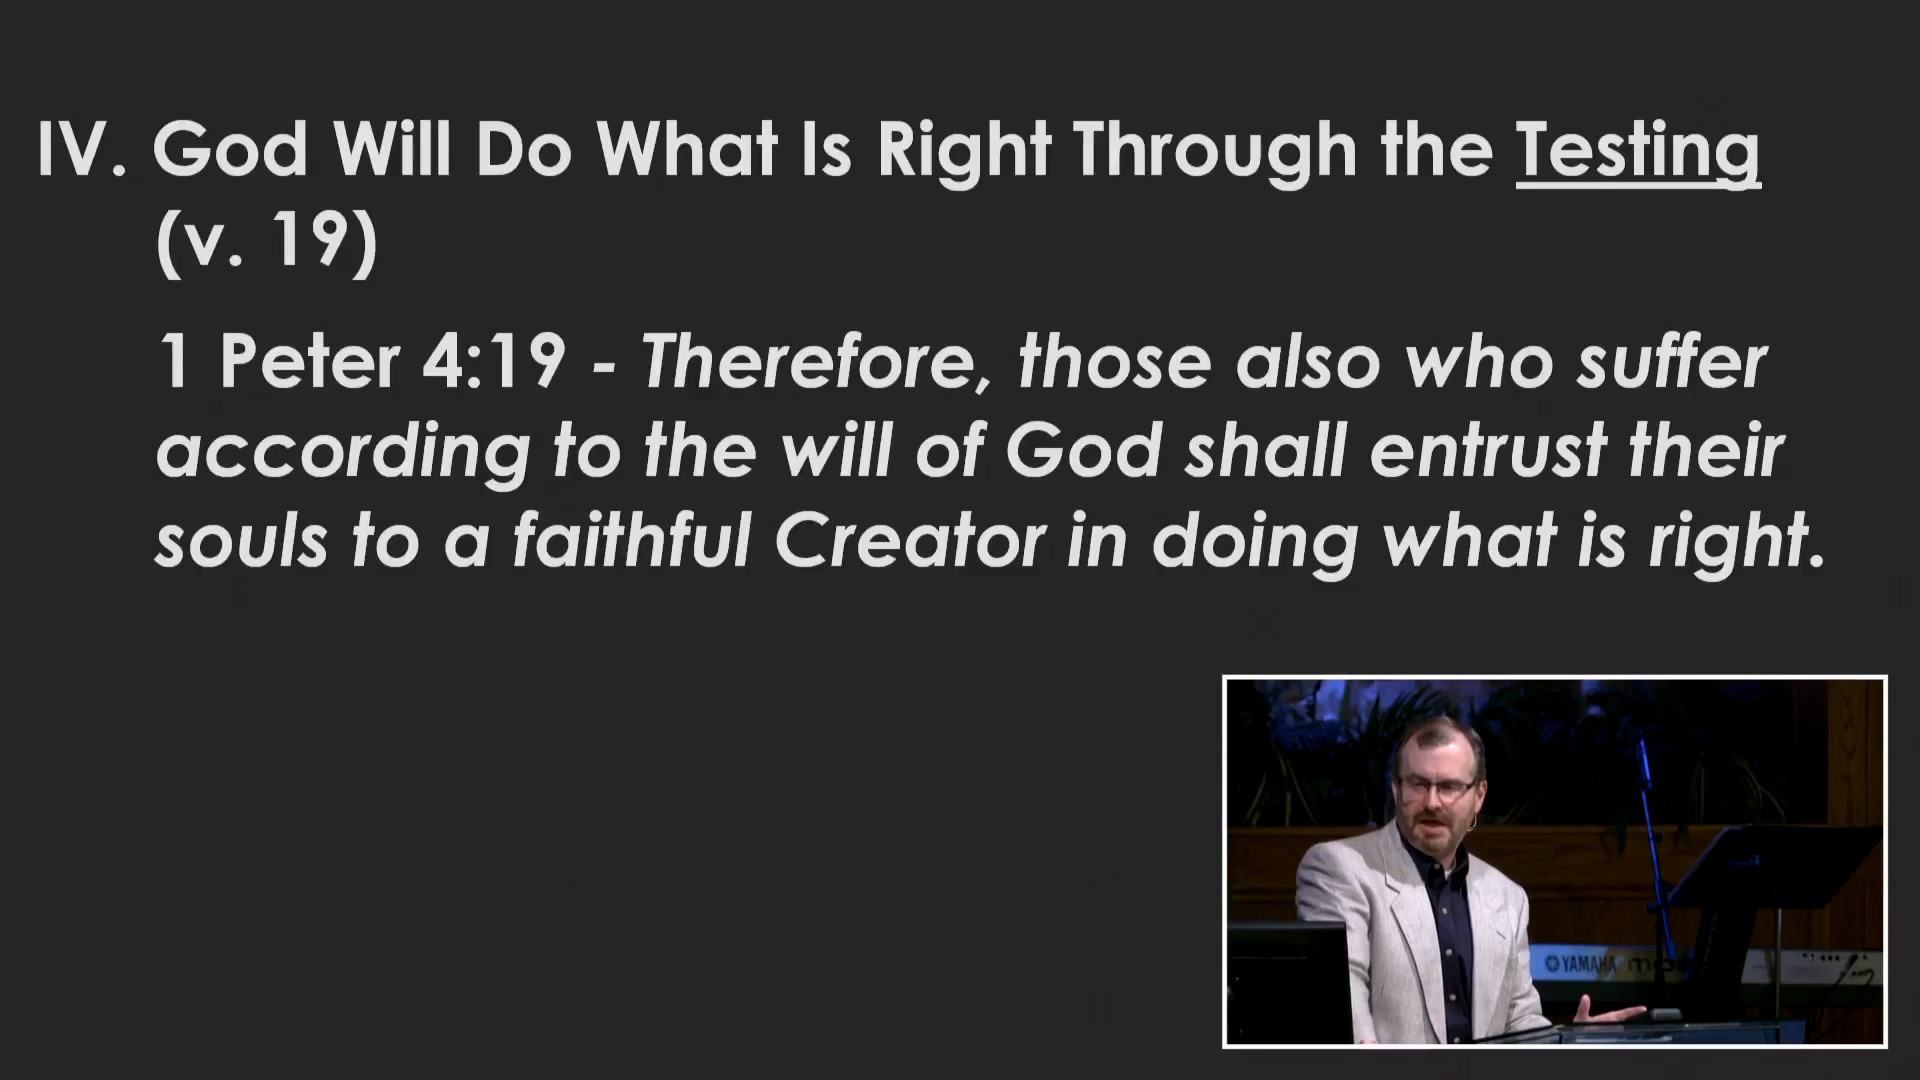 IV. God Will Do What Is Right Through the Testing
(v. 19)
1 Peter 4:19 - Therefore, those also who suffer
according to the will of God shall entrust their
souls to a faithful Creator in doing what is right.
YAMAHA